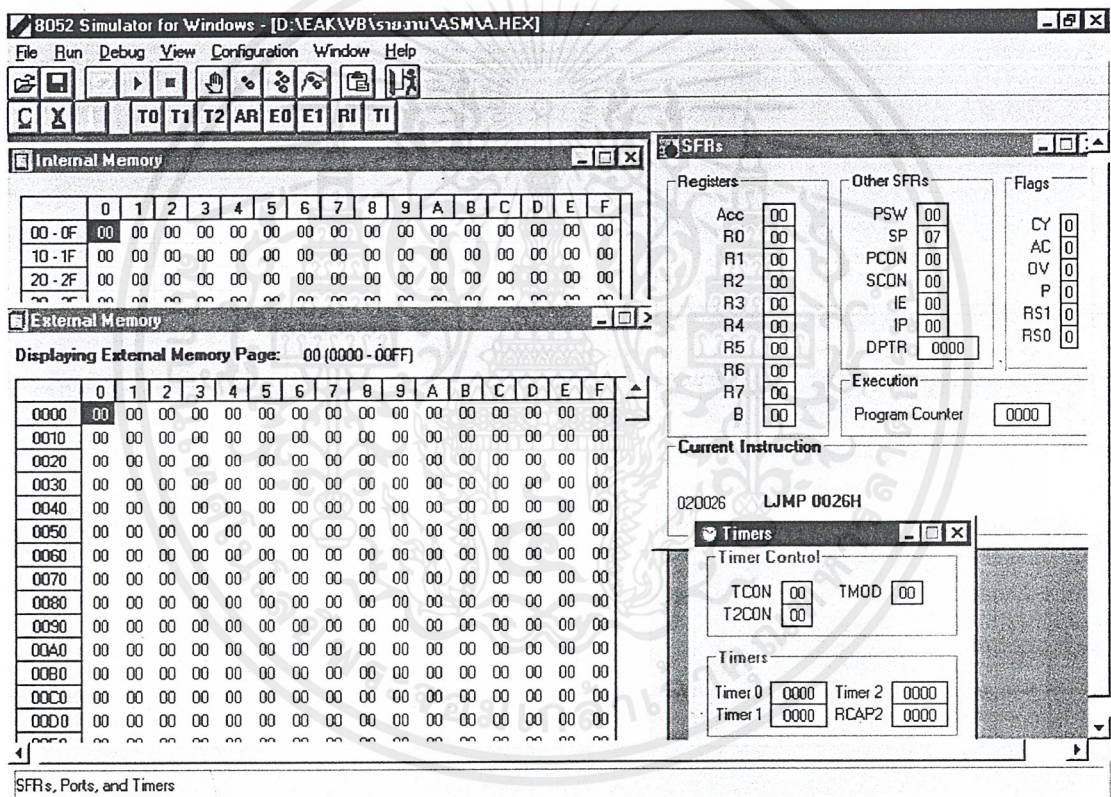 8052 Simulator for Windows - [D:\EAK\VB\รายงาน\ASM\A.HEX]
File Run Debug View Configuration Window Help
C X T0 T1 T2 AR E0 E1 RI TI
Internal Memory
0 1 2 3 4 5 6 7 8 9 A B C D E F
00 - 0F 00 00 00 00 00 00 00 00 00 00 00 00 00 00 00 00
10 - 1F 00 00 00 00 00 00 00 00 00 00 00 00 00 00 00 00
20 - 2F 00 00 00 00 00 00 00 00 00 00 00 00 00 00 00 00
External Memory
Displaying External Memory Page: 00 (0000 - 00FF)
0 1 2 3 4 5 6 7 8 9 A B C D E F
0000 00 00 00 00 00 00 00 00 00 00 00 00 00 00 00 00
0010 00 00 00 00 00 00 00 00 00 00 00 00 00 00 00 00
0020 00 00 00 00 00 00 00 00 00 00 00 00 00 00 00 00
0030 00 00 00 00 00 00 00 00 00 00 00 00 00 00 00 00
0040 00 00 00 00 00 00 00 00 00 00 00 00 00 00 00 00
0050 00 00 00 00 00 00 00 00 00 00 00 00 00 00 00 00
0060 00 00 00 00 00 00 00 00 00 00 00 00 00 00 00 00
0070 00 00 00 00 00 00 00 00 00 00 00 00 00 00 00 00
0080 00 00 00 00 00 00 00 00 00 00 00 00 00 00 00 00
0090 00 00 00 00 00 00 00 00 00 00 00 00 00 00 00 00
00A0 00 00 00 00 00 00 00 00 00 00 00 00 00 00 00 00
00B0 00 00 00 00 00 00 00 00 00 00 00 00 00 00 00 00
00C0 00 00 00 00 00 00 00 00 00 00 00 00 00 00 00 00
00D0 00 00 00 00 00 00 00 00 00 00 00 00 00 00 00 00
SFRs
Registers
Acc 00
R0 00
R1 00
R2 00
R3 00
R4 00
R5 00
R6 00
R7 00
B 00
Other SFRs
PSW 00
SP 07
PCON 00
SCON 00
IE 00
IP 00
DPTR 0000
Flags
CY 0
AC 0
OV 0
P 0
RS1 0
RS0 0
Execution
Program Counter 0000
Current Instruction
020026 LJMP 0026H
Timers
Timer Control
TCON 00 TMOD 00
T2CON 00
Timers
Timer 0 0000 Timer 2 0000
Timer 1 0000 RCAP2 0000
SFRs, Ports, and Timers